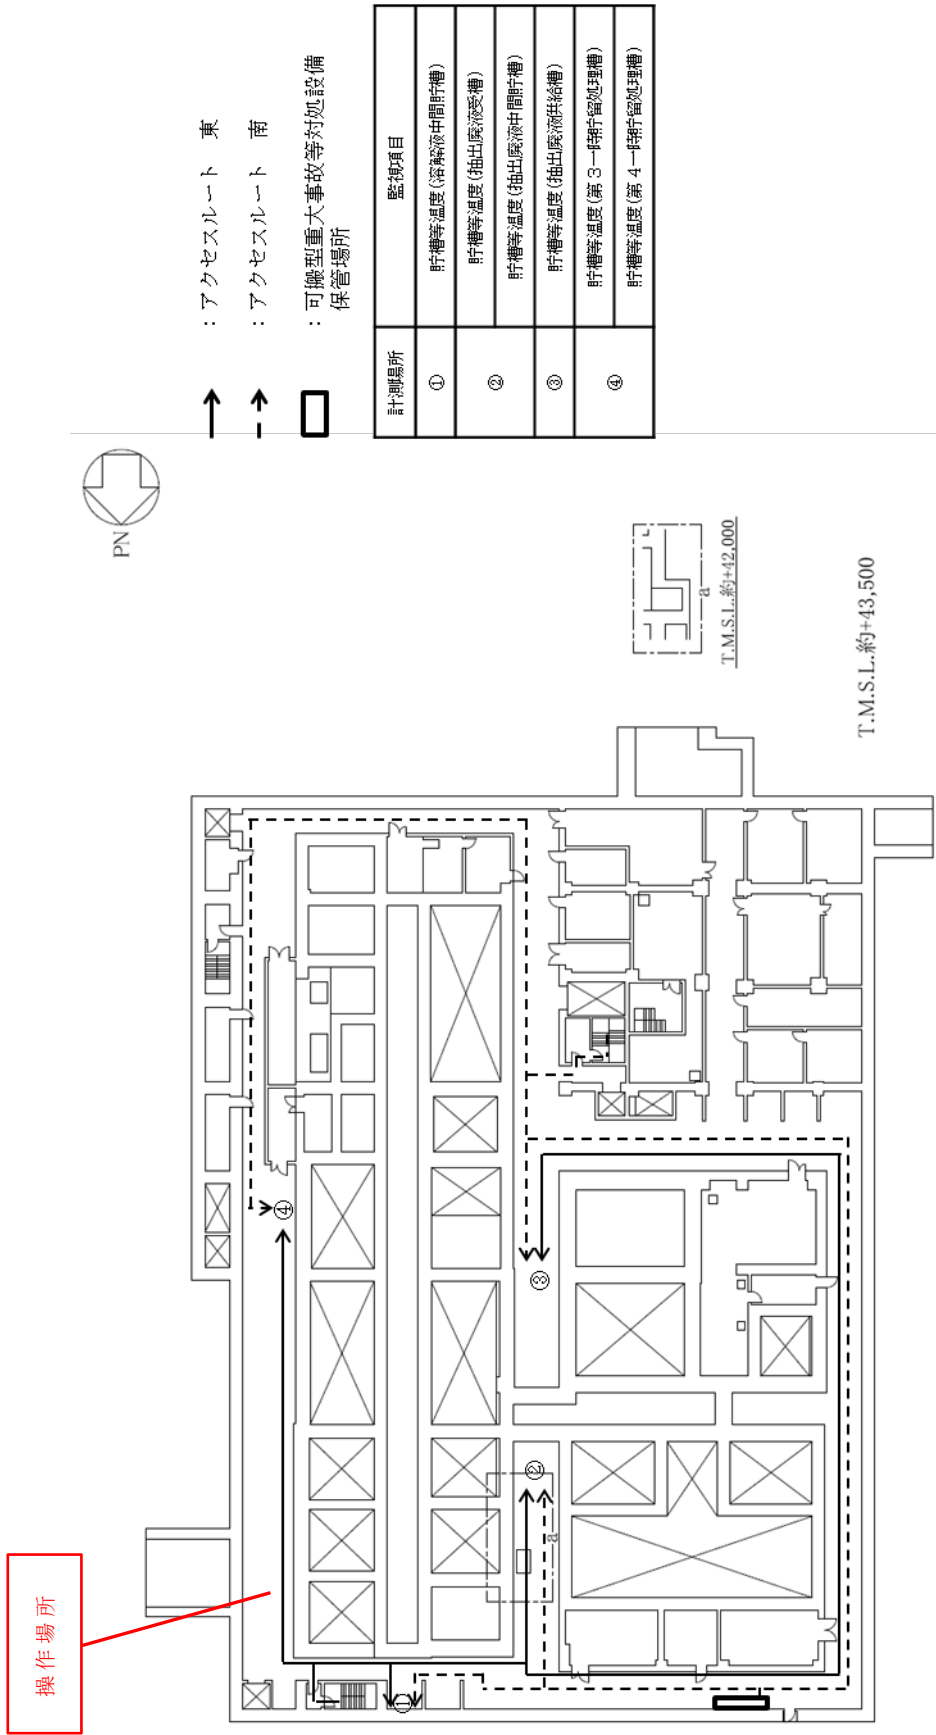 ：アクセスルート　東
：アクセスルート　南
：可搬型重大事故等対処設備
保管場所
計測場所 監視項目
① 貯槽等温度(溶解液中間貯槽)
② 貯槽等温度(抽出廃液受槽)
貯槽等温度(抽出廃液中間貯槽)
③ 貯槽等温度(抽出廃液供給槽)
④ 貯槽等温度(第３一時貯留処理槽)
貯槽等温度(第４一時貯留処理槽)
PN
a
T.M.S.L.約+42,000
T.M.S.L.約+43,500
④
③
②
a
①
操作場所